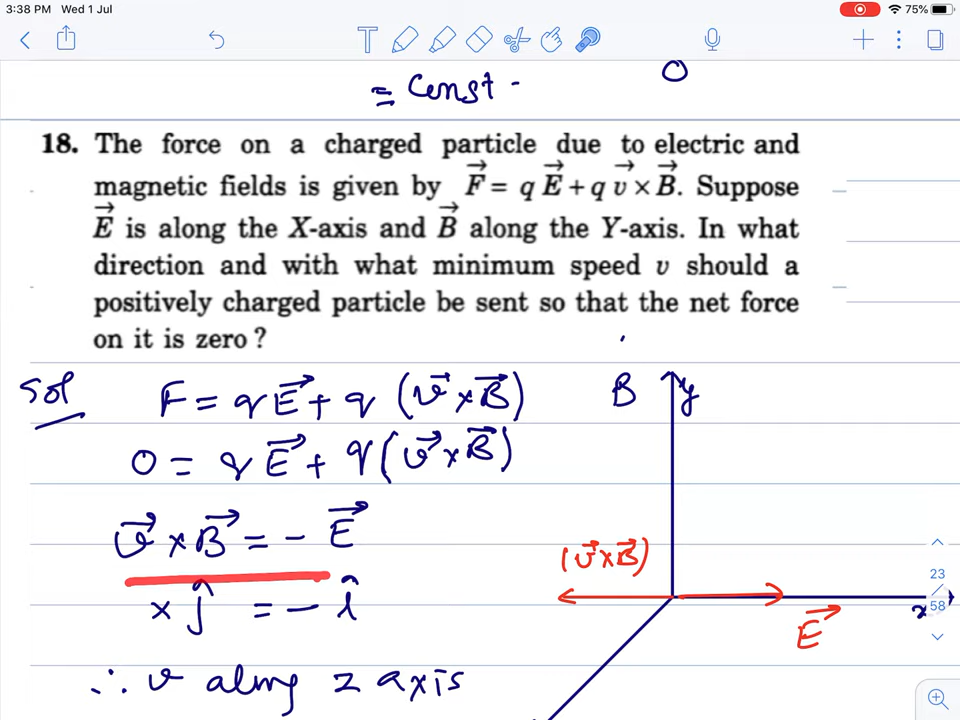 3:38 PM Wed 1 Jul
75%
= Const -
0
18. The force on a charged particle due to electric and
magnetic fields is given by F⃗ = q E⃗ + q v⃗ × B⃗. Suppose
E⃗ is along the X-axis and B⃗ along the Y-axis. In what
direction and with what minimum speed v should a
positively charged particle be sent so that the net force
on it is zero ?
Sol
F = qE⃗ + q (v⃗ × B⃗)
B
y
0 = qE⃗ + q (v⃗ × B⃗)
v⃗ × B⃗ = - E⃗
(v⃗ × B⃗)
× ĵ = - î
x
E⃗
23
/
58
∴ v along z axis